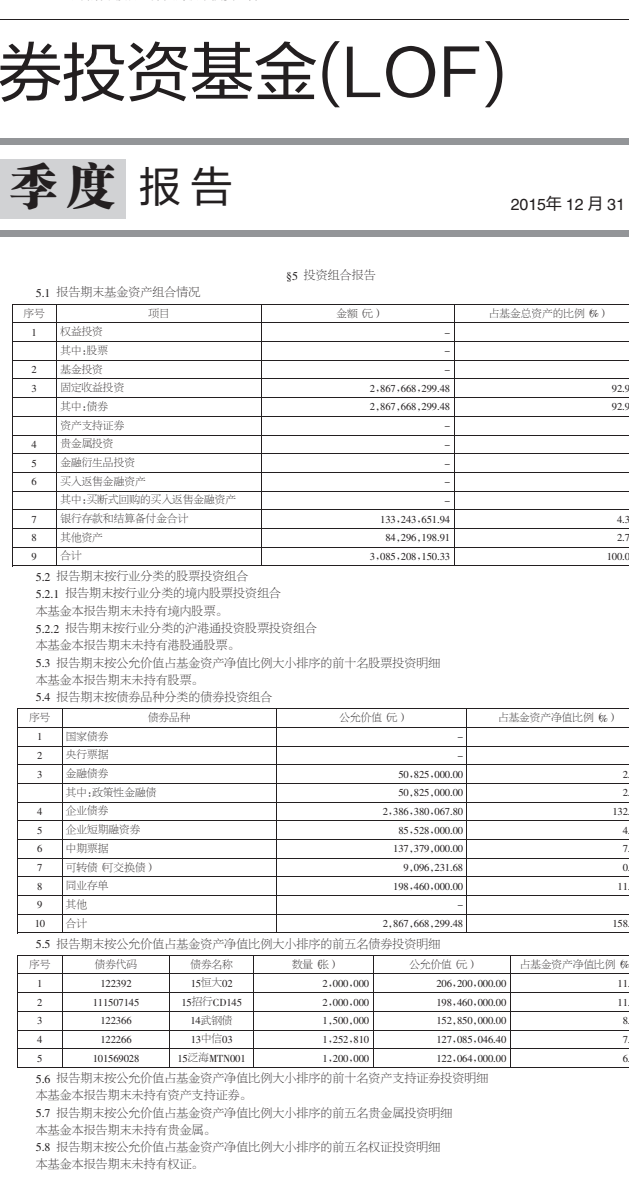 券投资基金(LOF)
季度 报告
2015年 12 月 31
§5 投资组合报告
5.1 报告期末基金资产组合情况
序号 项目 金额(元) 占基金总资产的比例(%)
1 权益投资 –
其中:股票 –
2 基金投资 –
3 固定收益投资 2,867,668,299.48 92.9
其中:债券 2,867,668,299.48 92.9
资产支持证券 –
4 贵金属投资 –
5 金融衍生品投资 –
6 买入返售金融资产 –
其中:买断式回购的买入返售金融资产 –
7 银行存款和结算备付金合计 133,243,651.94 4.3
8 其他资产 84,296,198.91 2.7
9 合计 3,085,208,150.33 100.0
5.2 报告期末按行业分类的股票投资组合
5.2.1 报告期末按行业分类的境内股票投资组合
本基金本报告期末未持有境内股票。
5.2.2 报告期末按行业分类的沪港通投资股票投资组合
本基金本报告期末未持有港股通股票。
5.3 报告期末按公允价值占基金资产净值比例大小排序的前十名股票投资明细
本基金本报告期末未持有股票。
5.4 报告期末按债券品种分类的债券投资组合
序号 债券品种 公允价值(元) 占基金资产净值比例(%)
1 国家债券 –
2 央行票据 –
3 金融债券 50,825,000.00 2.
其中:政策性金融债 50,825,000.00 2.
4 企业债券 2,386,380,067.80 132.
5 企业短期融资券 85,528,000.00 4.
6 中期票据 137,379,000.00 7.
7 可转债(可交换债) 9,096,231.68 0.
8 同业存单 198,460,000.00 11.
9 其他 –
10 合计 2,867,668,299.48 158.
5.5 报告期末按公允价值占基金资产净值比例大小排序的前五名债券投资明细
序号 债券代码 债券名称 数量(张) 公允价值(元) 占基金资产净值比例(%
1 122392 15恒大02 2,000,000 206,200,000.00 11.
2 111507145 15招行CD145 2,000,000 198,460,000.00 11.
3 122366 14武钢债 1,500,000 152,850,000.00 8.
4 122266 13中信03 1,252,810 127,085,046.40 7.
5 101569028 15泛海MTN001 1,200,000 122,064,000.00 6.
5.6 报告期末按公允价值占基金资产净值比例大小排序的前十名资产支持证券投资明细
本基金本报告期末未持有资产支持证券。
5.7 报告期末按公允价值占基金资产净值比例大小排序的前五名贵金属投资明细
本基金本报告期末未持有贵金属。
5.8 报告期末按公允价值占基金资产净值比例大小排序的前五名权证投资明细
本基金本报告期末未持有权证。